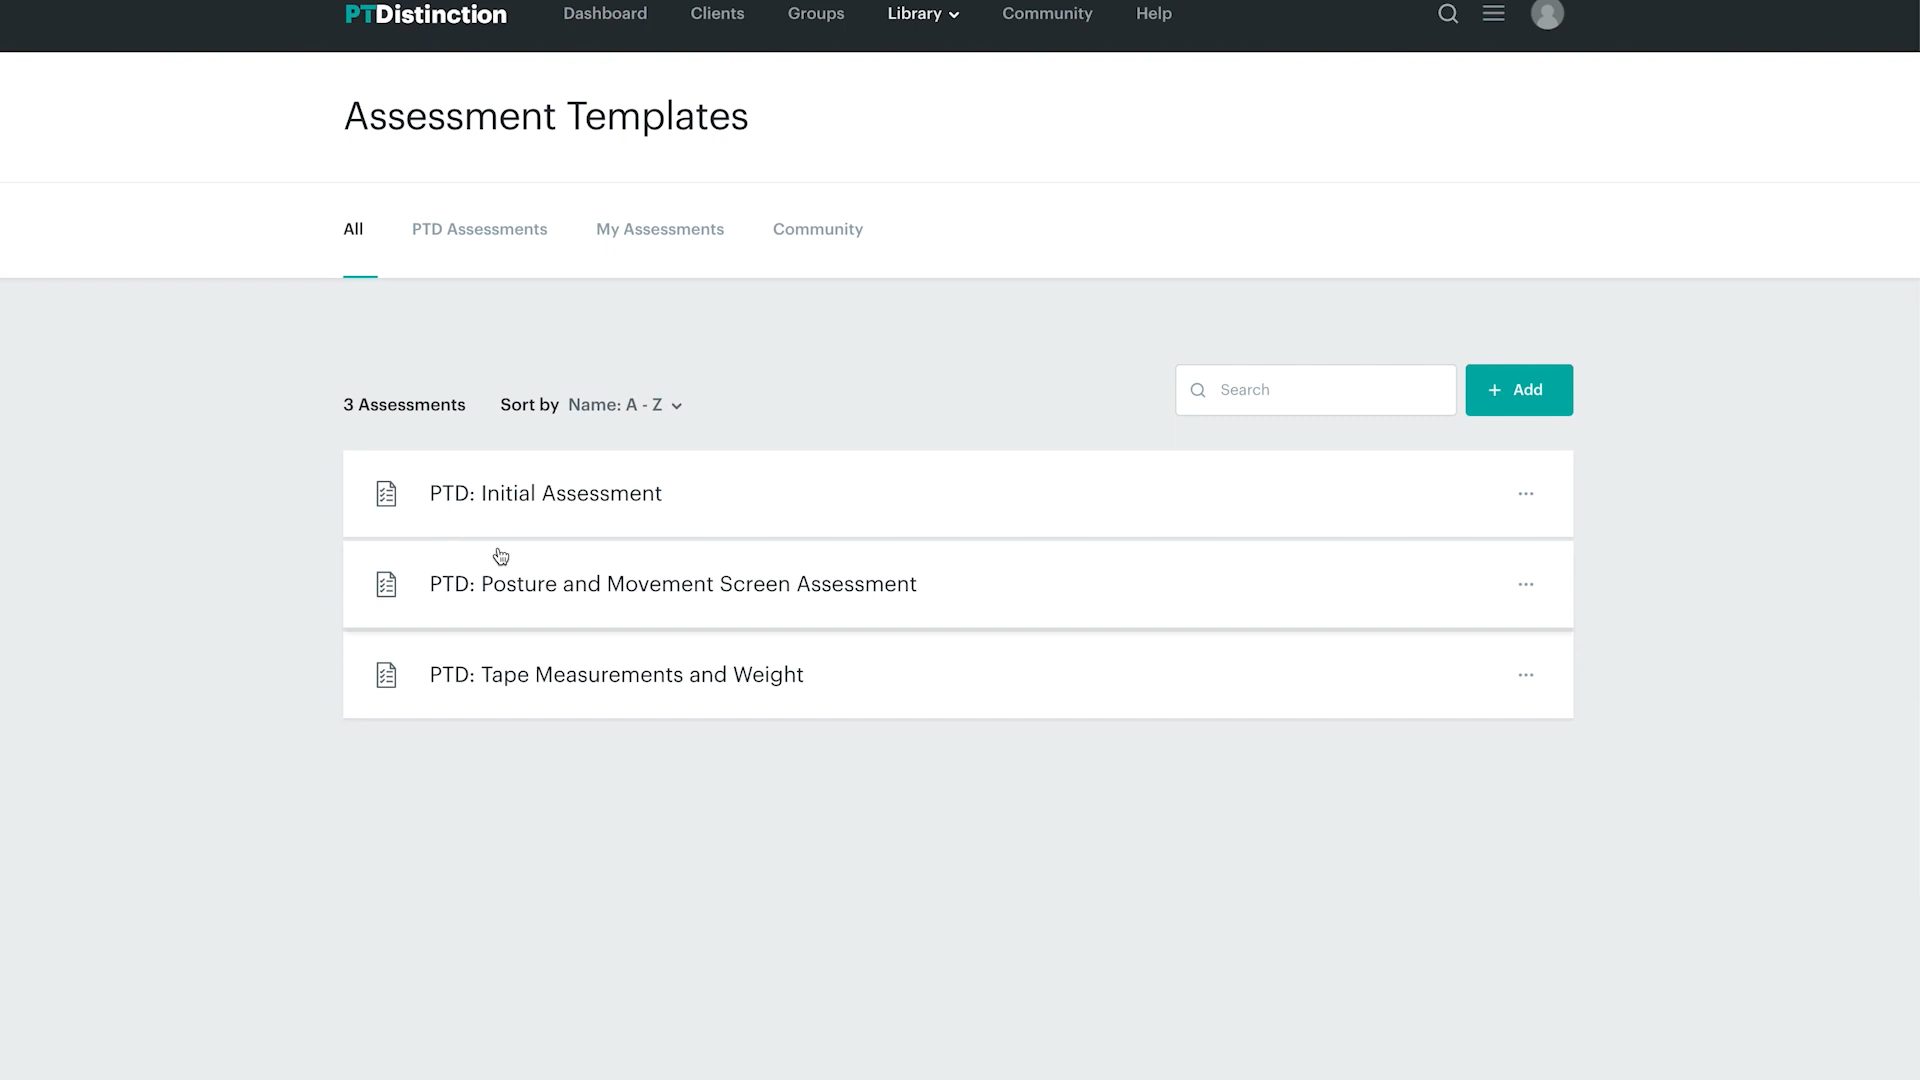 PTDistinction Dashboard Clients Groups Library Community Help
Assessment Templates
All PTD Assessments My Assessments Community
3 Assessments Sort by Name: A - Z Search + Add
PTD: Initial Assessment
PTD: Posture and Movement Screen Assessment
PTD: Tape Measurements and Weight